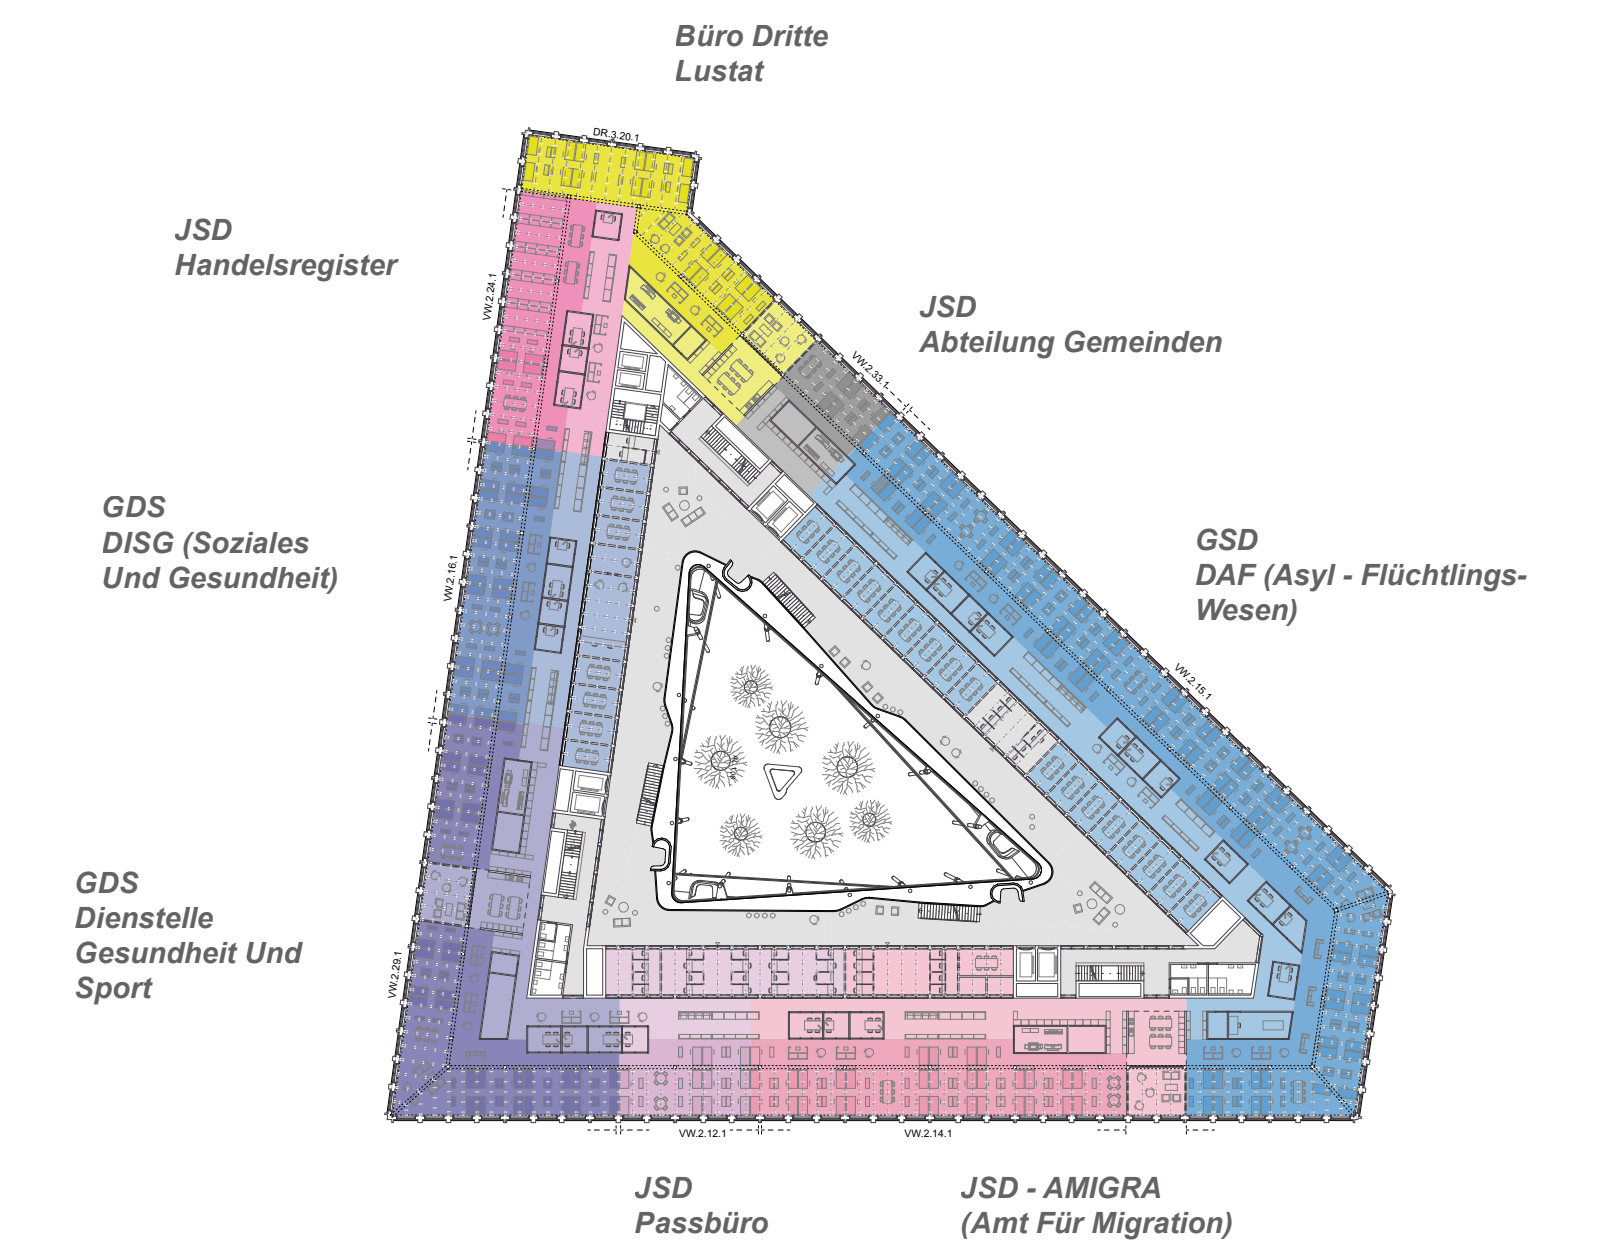 Büro Dritte
Lustat
DR.3.20.1
JSD
Handelsregister
VW.2.24.1
JSD
Abteilung Gemeinden
VW.2.33.1
GDS
DISG (Soziales
Und Gesundheit)
VW.2.16.1
GSD
DAF (Asyl - Flüchtlings-
Wesen)
VW.2.15.1
GDS
Dienstelle
Gesundheit Und
Sport
VW.2.29.1
VW.2.12.1
VW.2.14.1
JSD
Passbüro
JSD - AMIGRA
(Amt Für Migration)